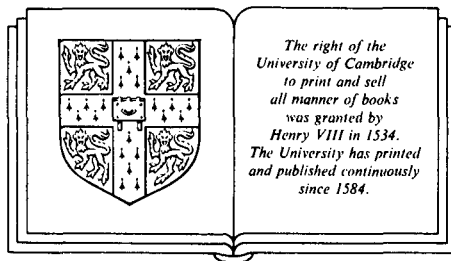 The right of the
University of Cambridge
to print and sell
all manner of books
was granted by
Henry VIII in 1534.
The University has printed
and published continuously
since 1584.